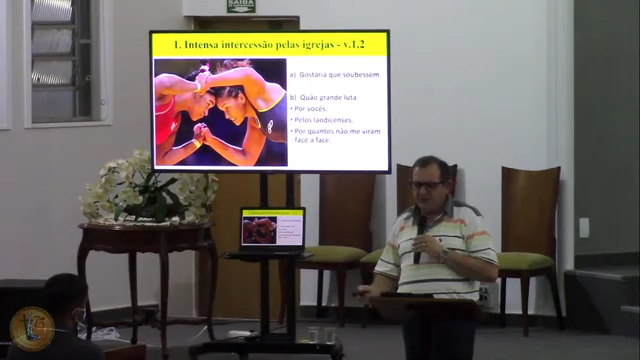 SAÍDA
1. Intensa intercessão pelas igrejas - v.1.2
a) Gostaria que soubessem
b) Quão grande luta
• Por vocês.
• Pelos laodicenses.
• Por quantos não me viram
face a face.